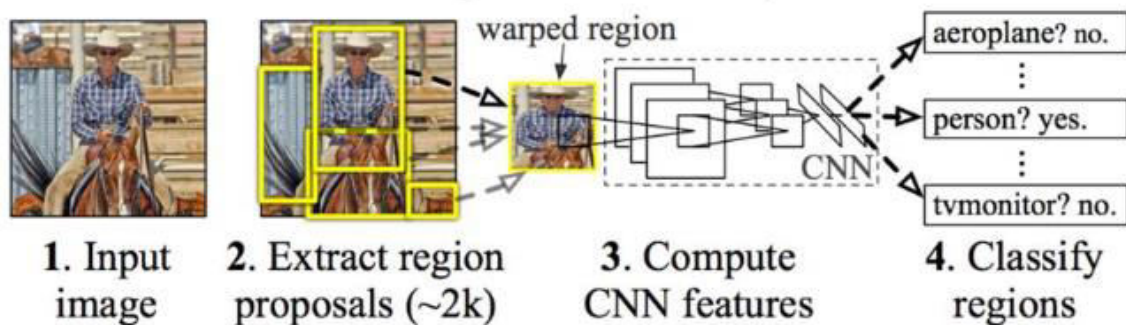 warped region
aeroplane? no.
person? yes.
CNN
tvmonitor? no.
1. Input
image
2. Extract region
proposals (~2k)
3. Compute
CNN features
4. Classify
regions